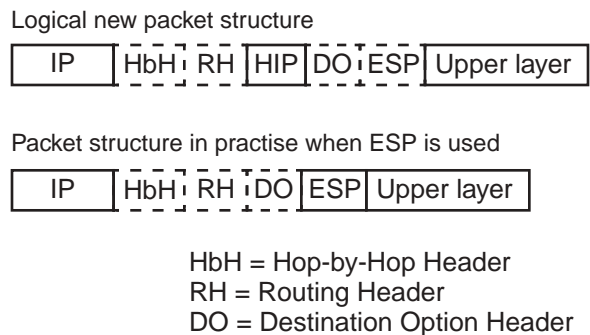 Logical new packet structure
IP HbH RH HIP DO ESP Upper layer
Packet structure in practise when ESP is used
IP HbH RH DO ESP Upper layer
HbH = Hop-by-Hop Header
RH = Routing Header
DO = Destination Option Header